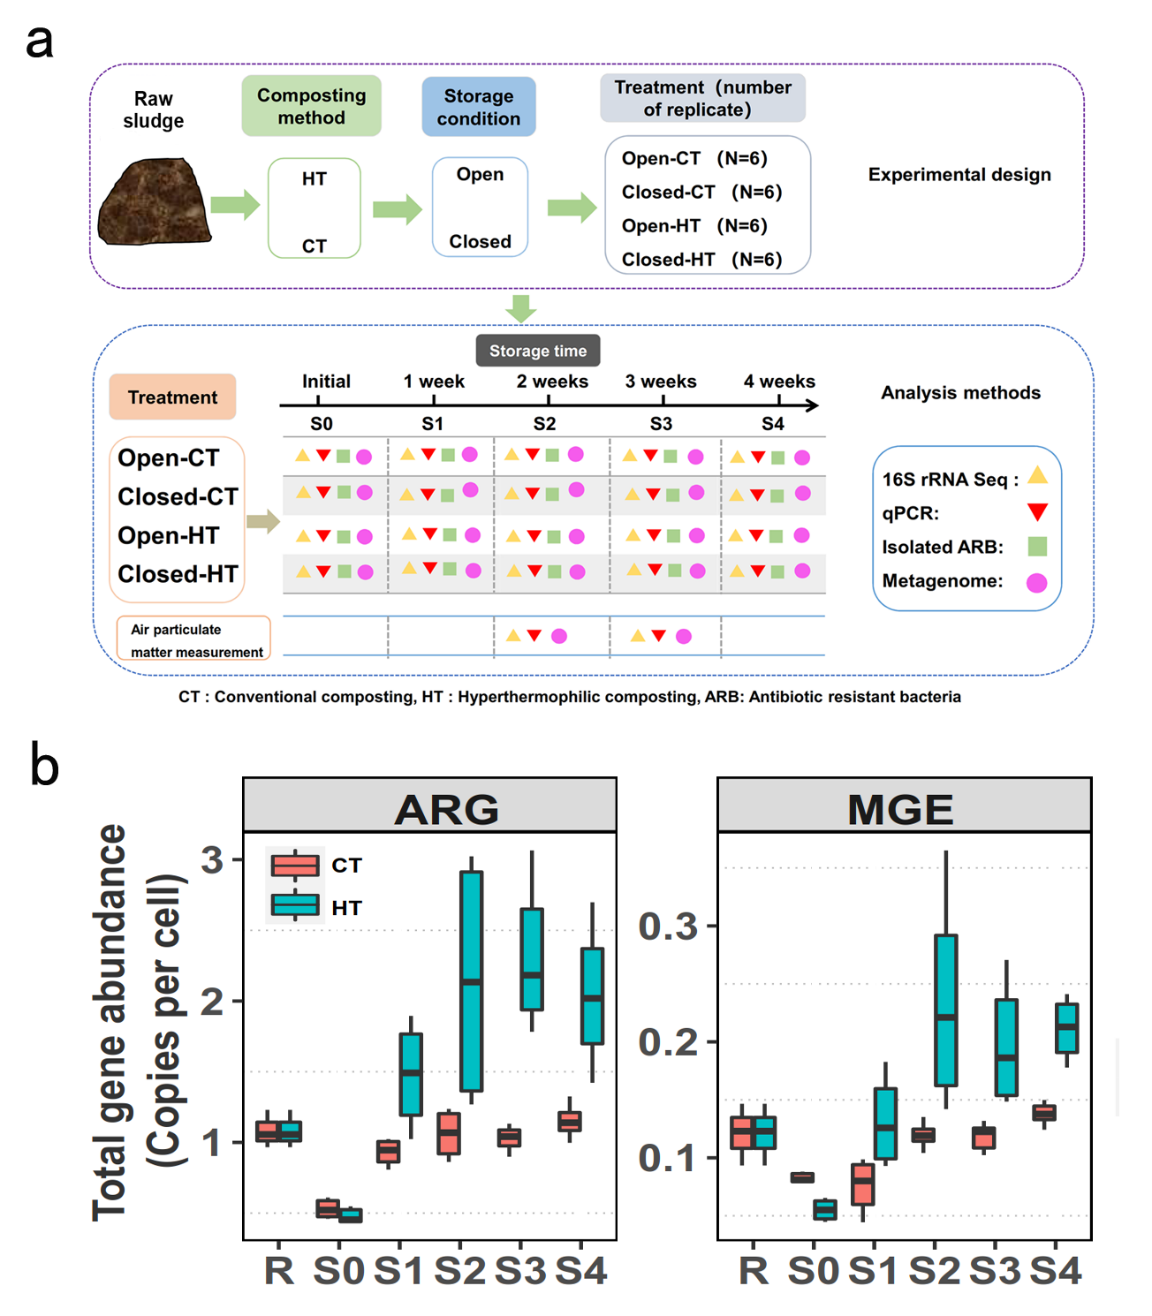 a
Raw
sludge
Composting
method
Storage
condition
Treatment（number
of replicate）
HT
CT
Open
Closed
Open-CT （N=6）
Closed-CT （N=6）
Open-HT （N=6）
Closed-HT （N=6）
Experimental design
Storage time
Treatment
Initial
1 week
2 weeks
3 weeks
4 weeks
S0
S1
S2
S3
S4
Open-CT
Closed-CT
Open-HT
Closed-HT
Air particulate
matter measurement
Analysis methods
16S rRNA Seq :
qPCR:
Isolated ARB:
Metagenome:
CT : Conventional composting, HT : Hyperthermophilic composting, ARB: Antibiotic resistant bacteria
b
Total gene abundance
(Copies per cell)
ARG
CT
HT
3
2
1
R S0 S1 S2 S3 S4
MGE
0.3
0.2
0.1
R S0 S1 S2 S3 S4